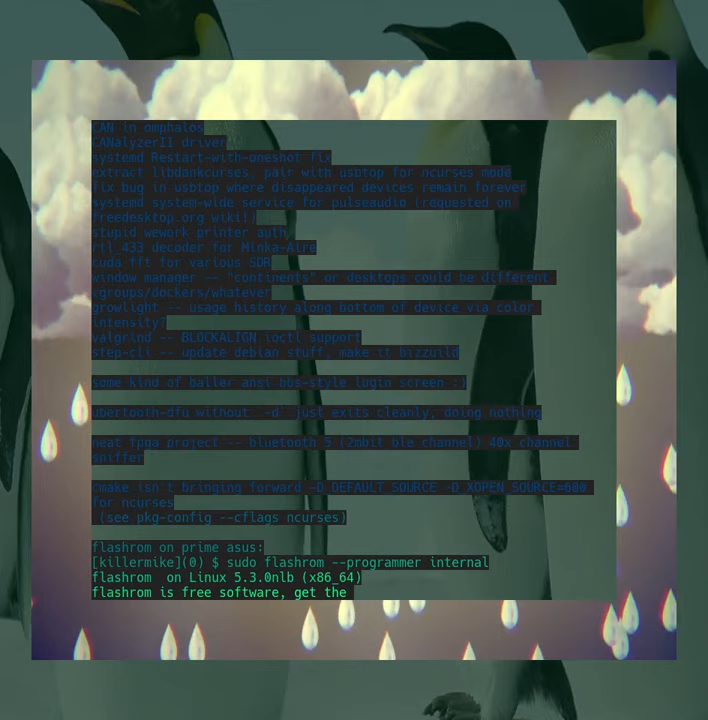 CAN in omphalos
CANalyzerII driver
systemd Restart-with-oneshot fix
extract libdankcurses, pair with usbtop for ncurses mode
fix bug in usbtop where disappeared devices remain forever
systemd system-wide service for pulseaudio (requested on
freedesktop.org wiki!)
stupid wework printer auth
rtl_433 decoder for Minka-Aire
cuda fft for various SDR
window manager -- "continents" or desktops could be different
cgroups/dockers/whatever
growlight -- usage history along bottom of device via color
intensity?
valgrind -- BLOCKALIGN ioctl support
step-cli -- update debian stuff, make it bizzuild
some kind of baller ansi bbs-style login screen :)
ubertooth-dfu without -d just exits cleanly, doing nothing
neat fpga project -- bluetooth 5 (2mbit ble channel) 40x channel
sniffer
cmake isn't bringing forward -D_DEFAULT_SOURCE -D_XOPEN_SOURCE=600
for ncurses
(see pkg-config --cflags ncurses)
flashrom on prime asus:
[killermike](0) $ sudo flashrom --programmer internal
flashrom  on Linux 5.3.0nlb (x86_64)
flashrom is free software, get the